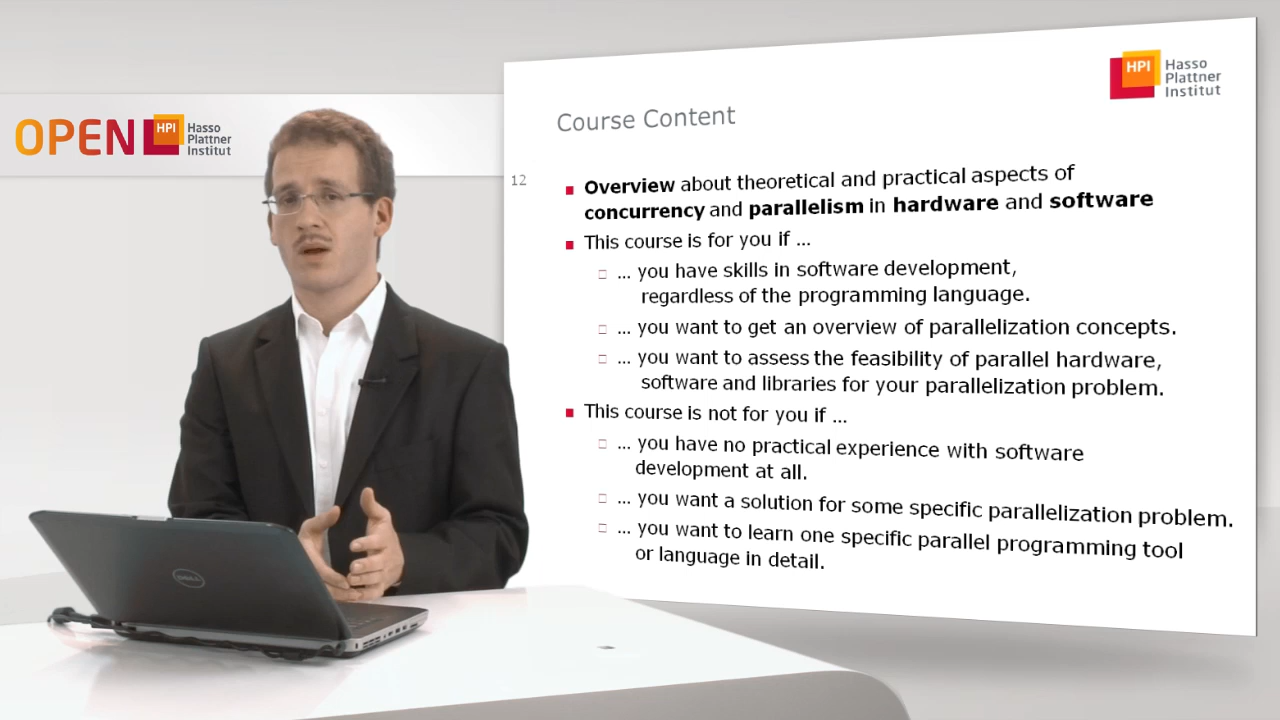 OPEN HPI Hasso
Plattner
Institut
HPI Hasso
Plattner
Institut
Course Content
12
Overview about theoretical and practical aspects of
concurrency and parallelism in hardware and software
This course is for you if ...
... you have skills in software development,
regardless of the programming language.
... you want to get an overview of parallelization concepts.
... you want to assess the feasibility of parallel hardware,
software and libraries for your parallelization problem.
This course is not for you if ...
... you have no practical experience with software
development at all.
... you want a solution for some specific parallelization problem.
... you want to learn one specific parallel programming tool
or language in detail.
DELL